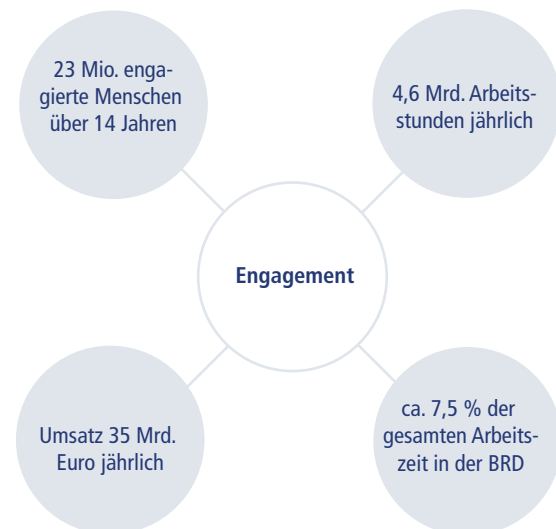 23 Mio. enga-
gierte Menschen
über 14 Jahren
4,6 Mrd. Arbeits-
stunden jährlich
Engagement
Umsatz 35 Mrd.
Euro jährlich
ca. 7,5 % der
gesamten Arbeits-
zeit in der BRD